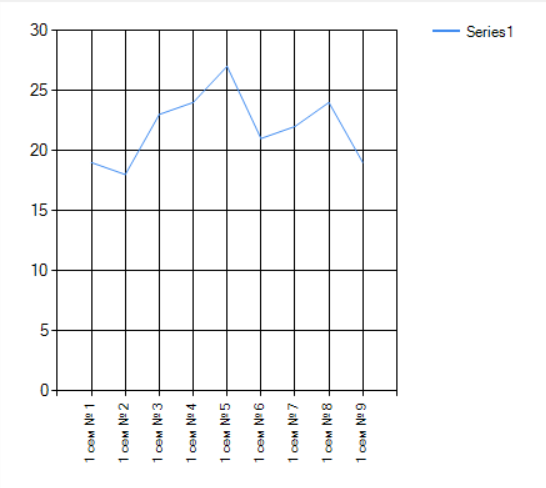 30
Series1
25
20
15
10
5
0
1 сем № 1
1 сем № 2
1 сем № 3
1 сем № 4
1 сем № 5
1 сем № 6
1 сем № 7
1 сем № 8
1 сем № 9